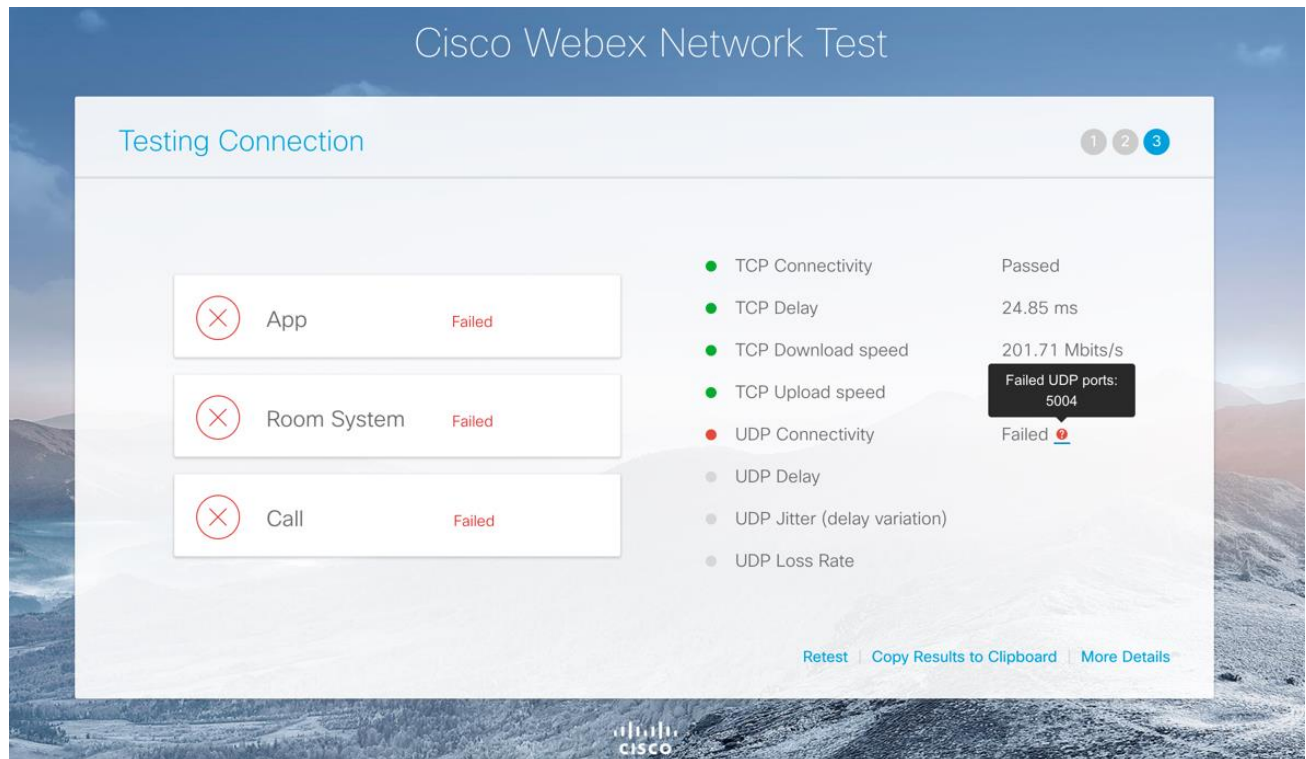 Cisco Webex Network Test
Testing Connection
1 2 3
App Failed
Room System Failed
Call Failed
TCP Connectivity Passed
TCP Delay 24.85 ms
TCP Download speed 201.71 Mbits/s
TCP Upload speed
Failed UDP ports:
5004
UDP Connectivity Failed ?
UDP Delay
UDP Jitter (delay variation)
UDP Loss Rate
Retest | Copy Results to Clipboard | More Details
CISCO